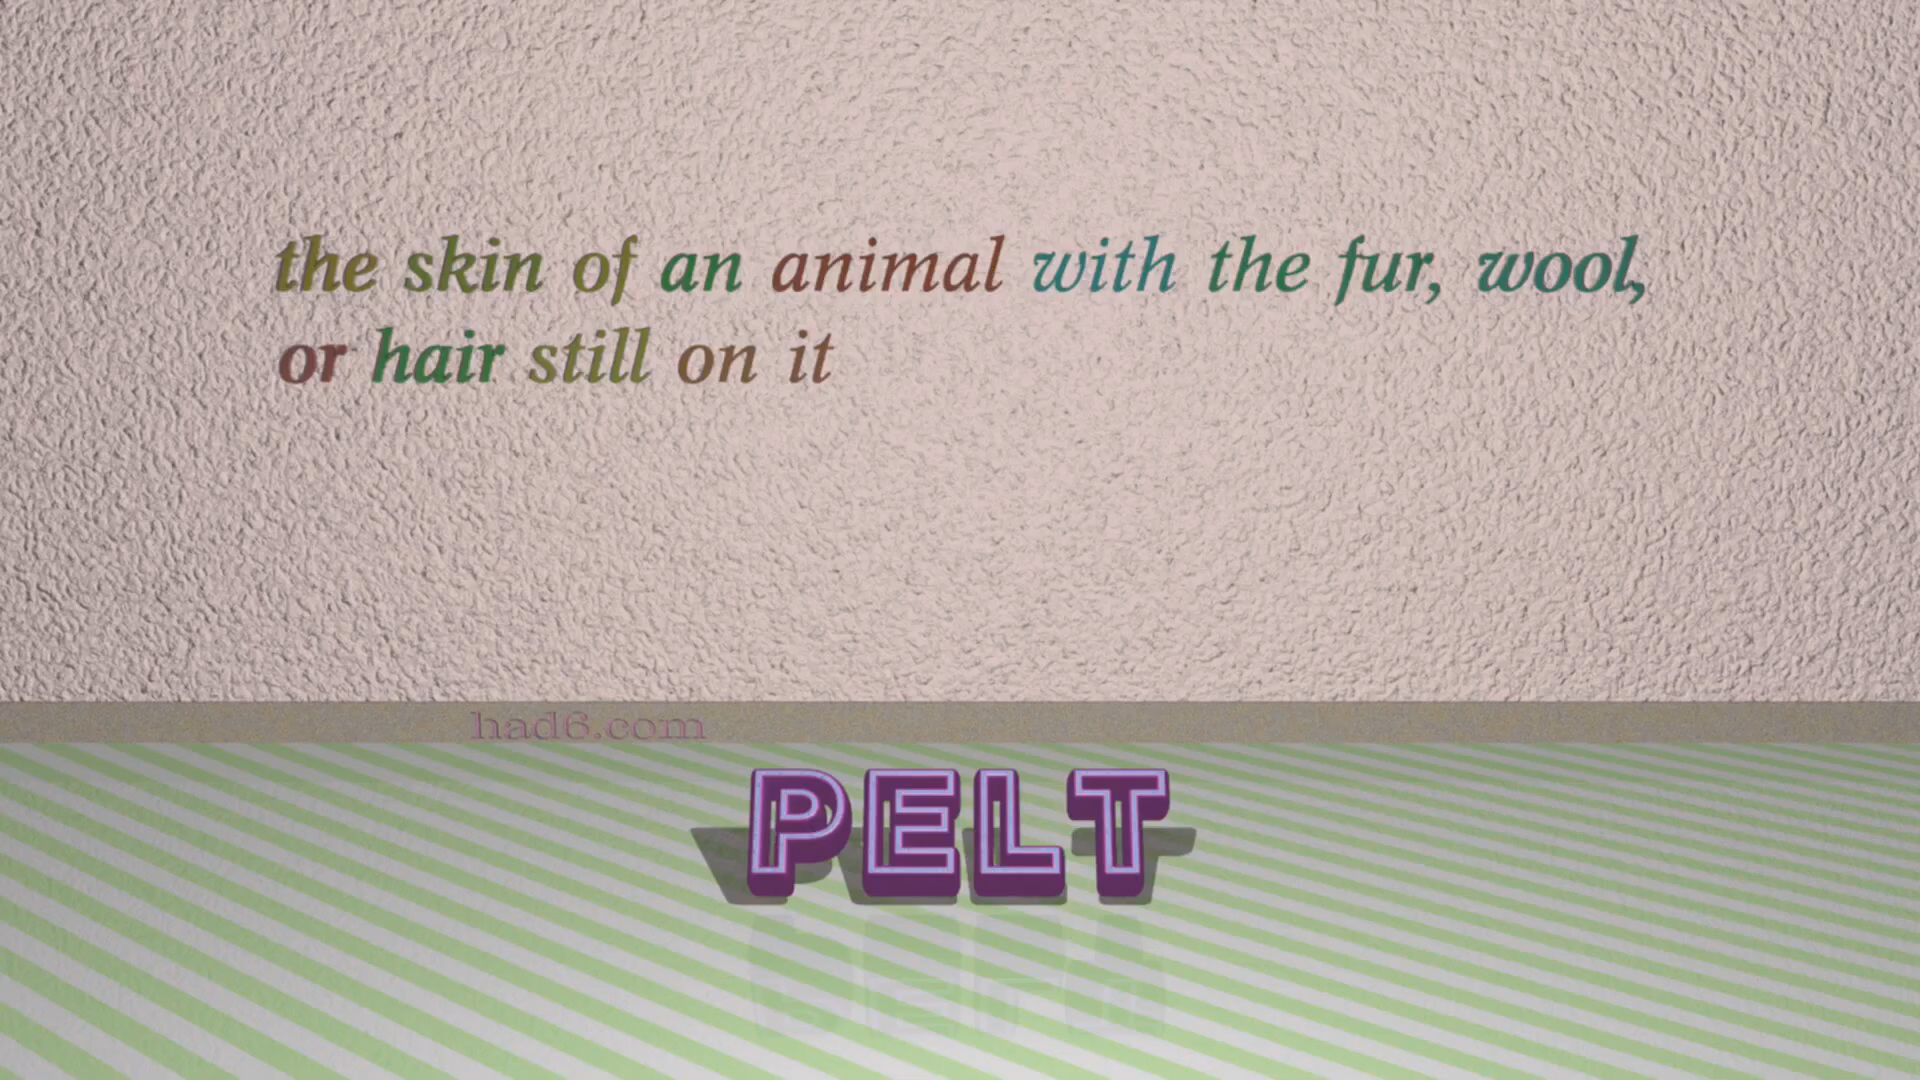 the skin of an animal with the fur, wool,
or hair still on it
had6.com
PELT